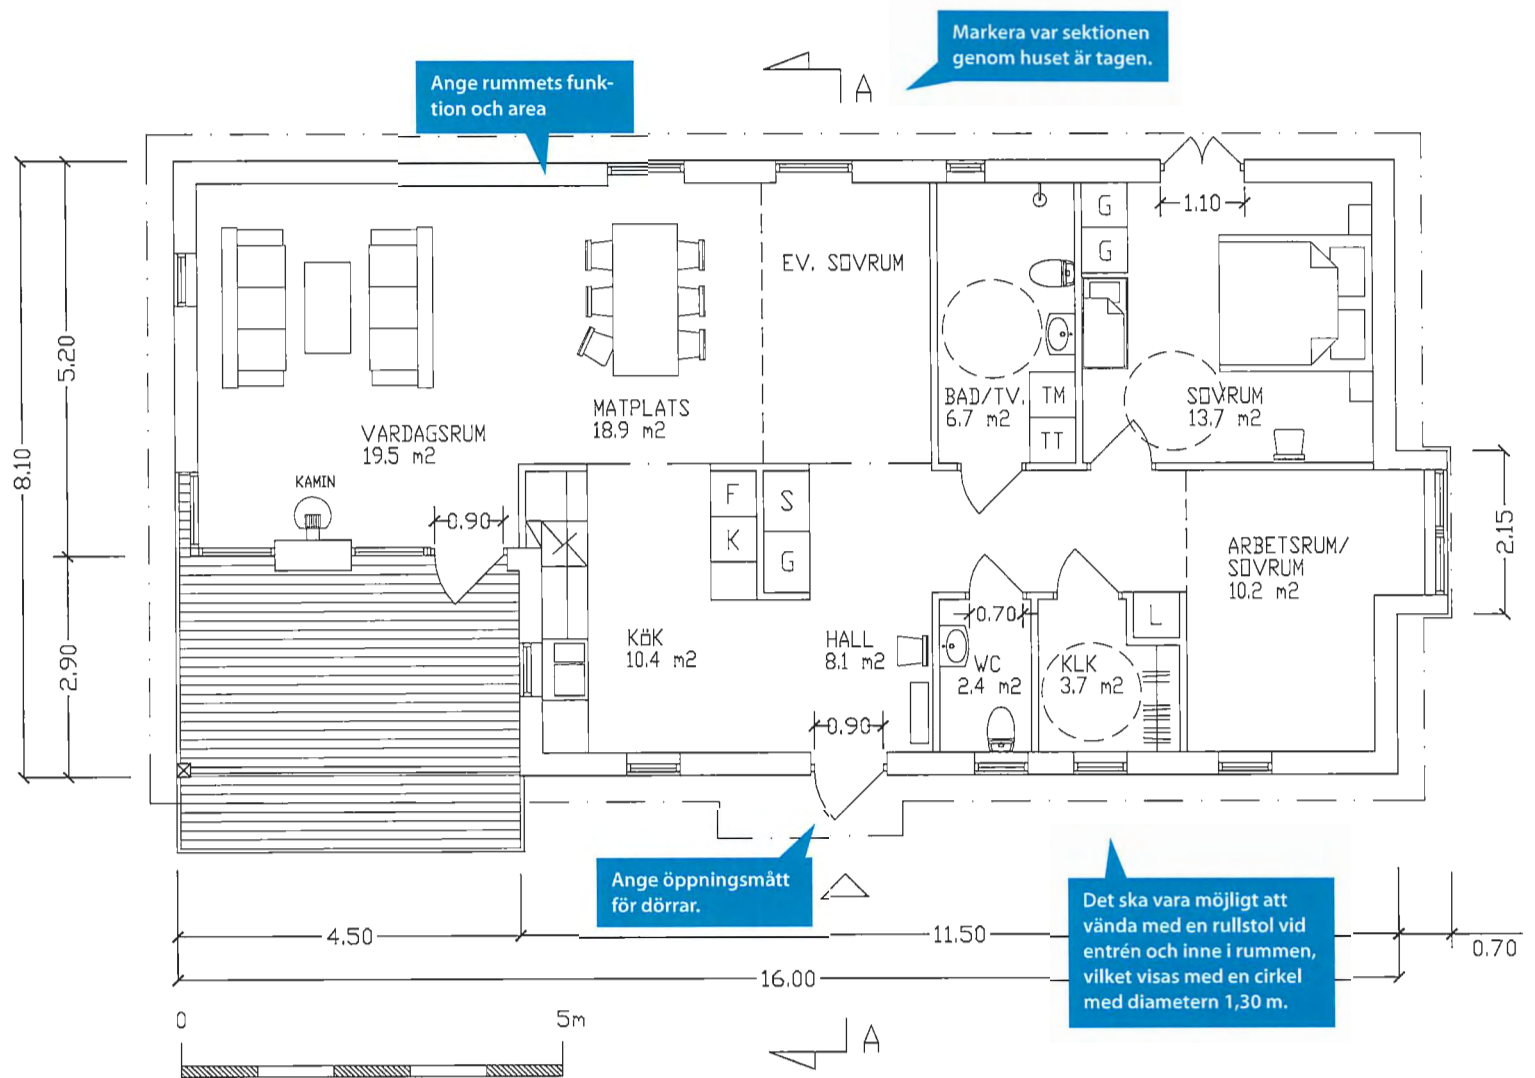 Markera var sektionen
genom huset är tagen.
Ange rummets funk-
tion och area
A
1.10
G
G
EV. SOVRUM
5.20
8.10
MATPLATS
18.9 m2
VARDAGSRUM
19.5 m2
BAD/TV.
6.7 m2
TM
TT
SOVRUM
13.7 m2
KAMIN
0.90
F
K
S
G
2.15
ARBETSRUM/
SOVRUM
10.2 m2
2.90
KÖK
10.4 m2
HALL
8.1 m2
0.70
L
WC
2.4 m2
KLK
3.7 m2
0.90
Ange öppningsmått
för dörrar.
Det ska vara möjligt att
vända med en rullstol vid
entrén och inne i rummen,
vilket visas med en cirkel
med diametern 1,30 m.
4.50
11.50
0.70
16.00
0
5m
A